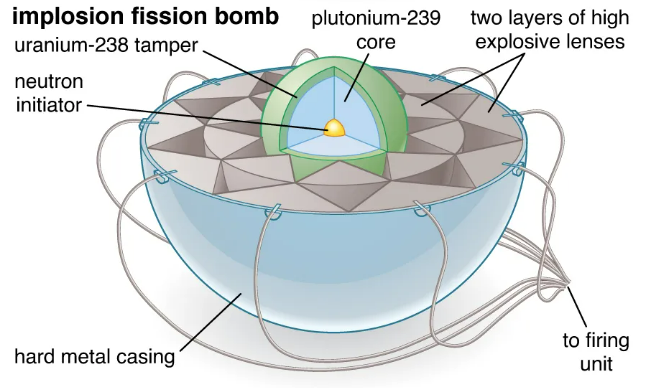 implosion fission bomb
uranium-238 tamper
plutonium-239
core
two layers of high
explosive lenses
neutron
initiator
hard metal casing
to firing
unit